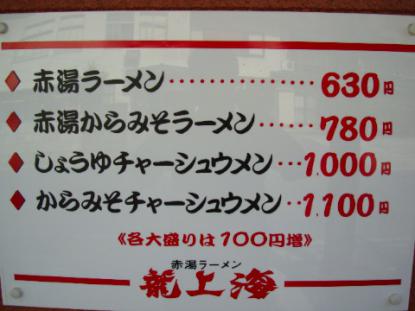 ◆赤湯ラーメン・・・・・・・・・・・・・・630円
◆赤湯からみそラーメン・・・・・・780円
◆しょうゆチャーシュウメン・・1,000円
◆からみそチャーシュウメン・・1,100円
《各大盛りは100円増》
赤湯ラーメン
龍上海